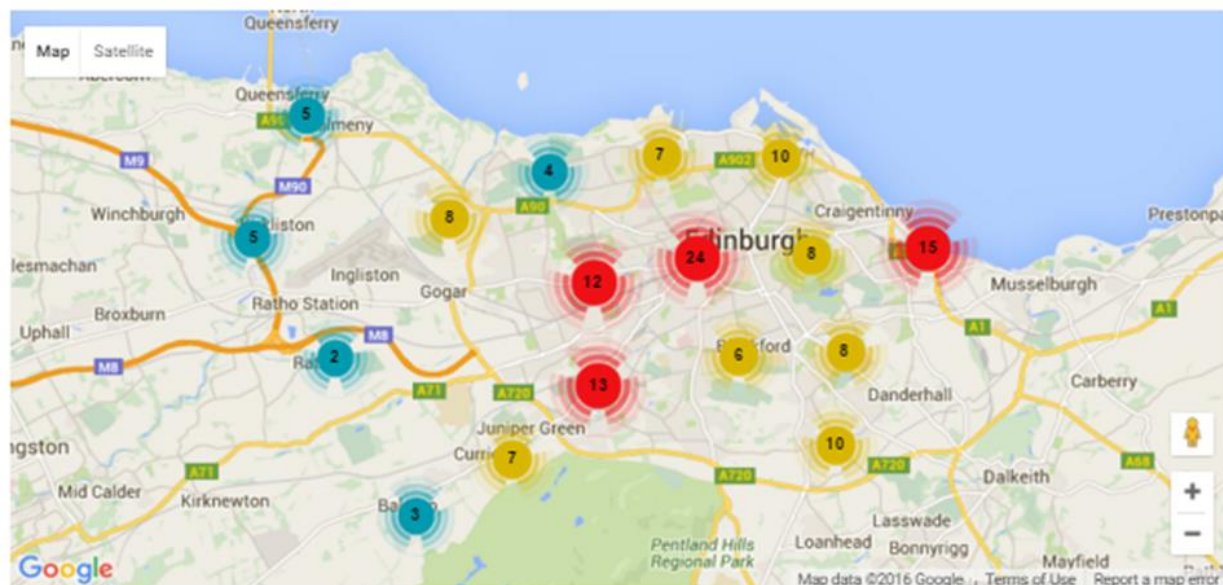 Queensferry
Map Satellite
Queensferry
5
M9
M90
Winchburgh
5
4
7
A902
10
A90
8
Craigentinny
Edinburgh
15
24
8
12
Ingliston
Gogar
Musselburgh
Ratho Station
Broxburn
Uphall
A1
A1
M8
2
M8
6
8
A71
A720
13
Danderhall
Carberry
Juniper Green
7
10
A720
A720
A68
A71
Mid Calder
Kirknewton
Dalkeith
3
Lasswade
Loanhead
Bonnyrigg
Pentland Hills
Regional Park
Mayfield
Google
Map data ©2016 Google Terms of Use Report a map error